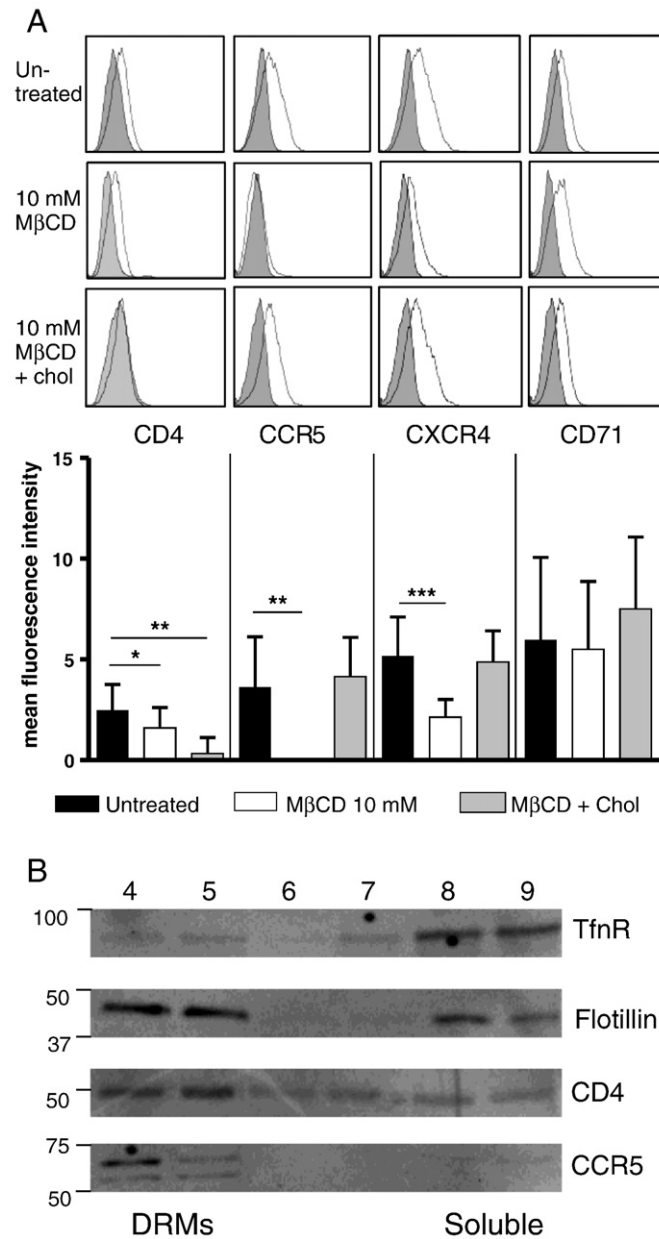 A
Un-
treated
10 mM
MβCD
10 mM
MβCD
+ chol
CD4 CCR5 CXCR4 CD71
mean fluorescence intensity
15
10
5
0
** ** ***
*
Untreated MβCD 10 mM MβCD + Chol
B
4 5 6 7 8 9
100
TfnR
50
Flotillin
37
50
CD4
75
CCR5
50
DRMs Soluble